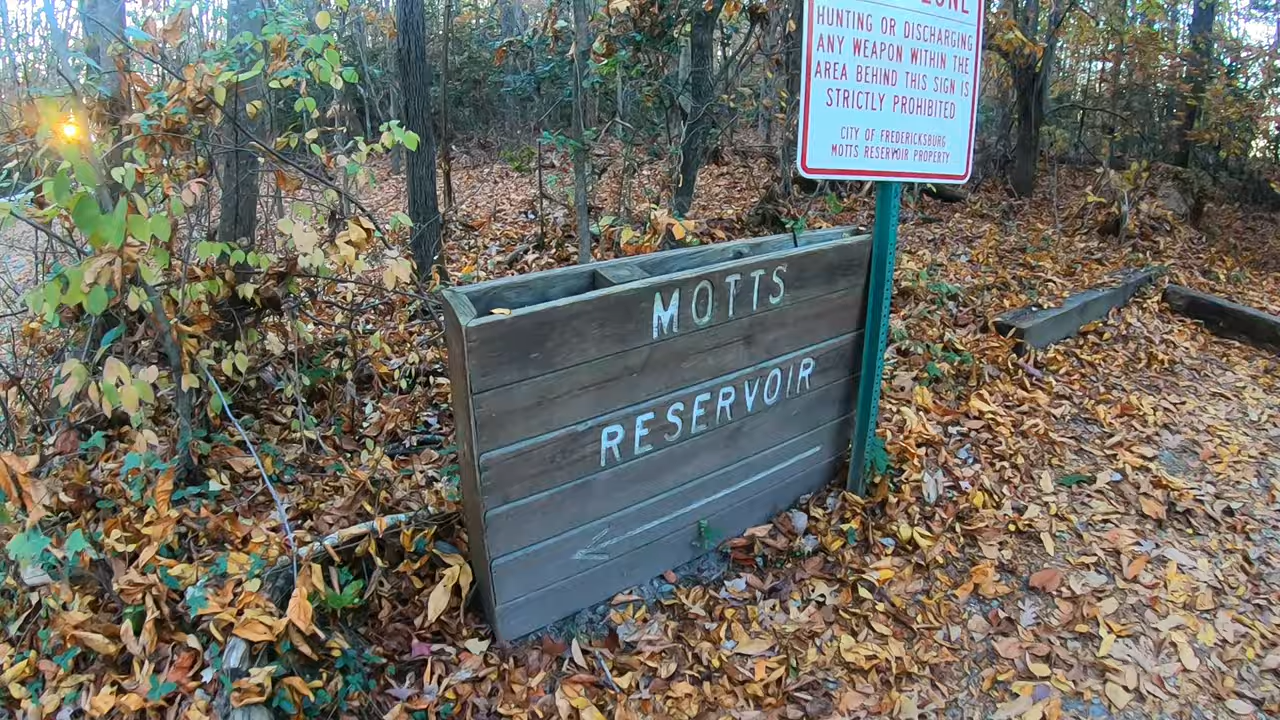 ZONE
HUNTING OR DISCHARGING
ANY WEAPON WITHIN THE
AREA BEHIND THIS SIGN IS
STRICTLY PROHIBITED
CITY OF FREDERICKSBURG
MOTTS RESERVOIR PROPERTY
MOTTS
RESERVOIR